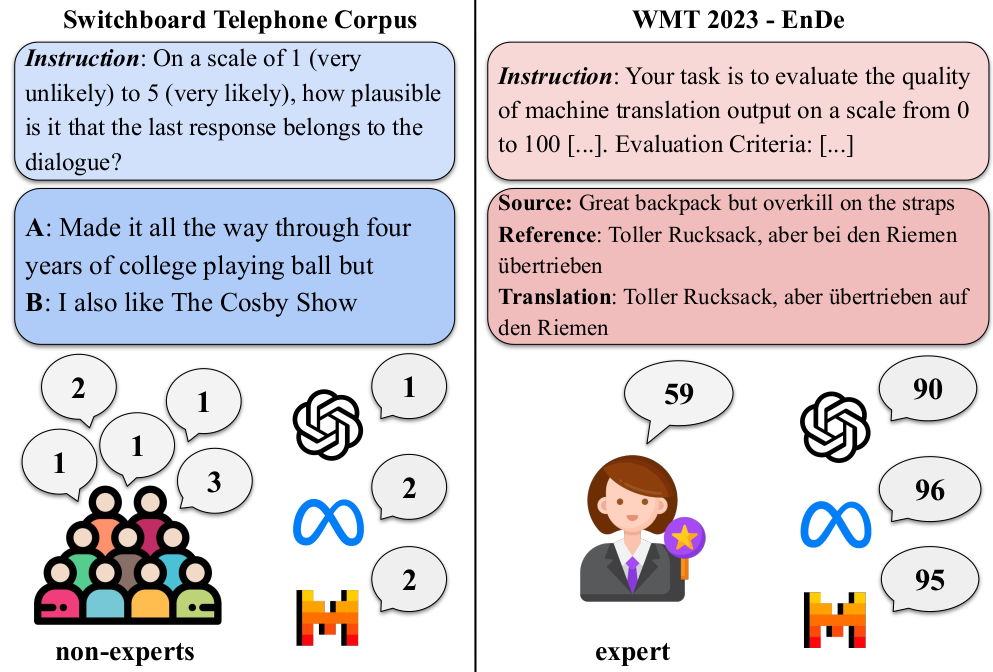 Switchboard Telephone Corpus
Instruction: On a scale of 1 (very
unlikely) to 5 (very likely), how plausible
is it that the last response belongs to the
dialogue?
A: Made it all the way through four
years of college playing ball but
B: I also like The Cosby Show
2
1
1
1
3
1
2
2
non-experts
WMT 2023 - EnDe
Instruction: Your task is to evaluate the quality
of machine translation output on a scale from 0
to 100 [...]. Evaluation Criteria: [...]
Source: Great backpack but overkill on the straps
Reference: Toller Rucksack, aber bei den Riemen
übertrieben
Translation: Toller Rucksack, aber übertrieben auf
den Riemen
59
90
96
95
expert